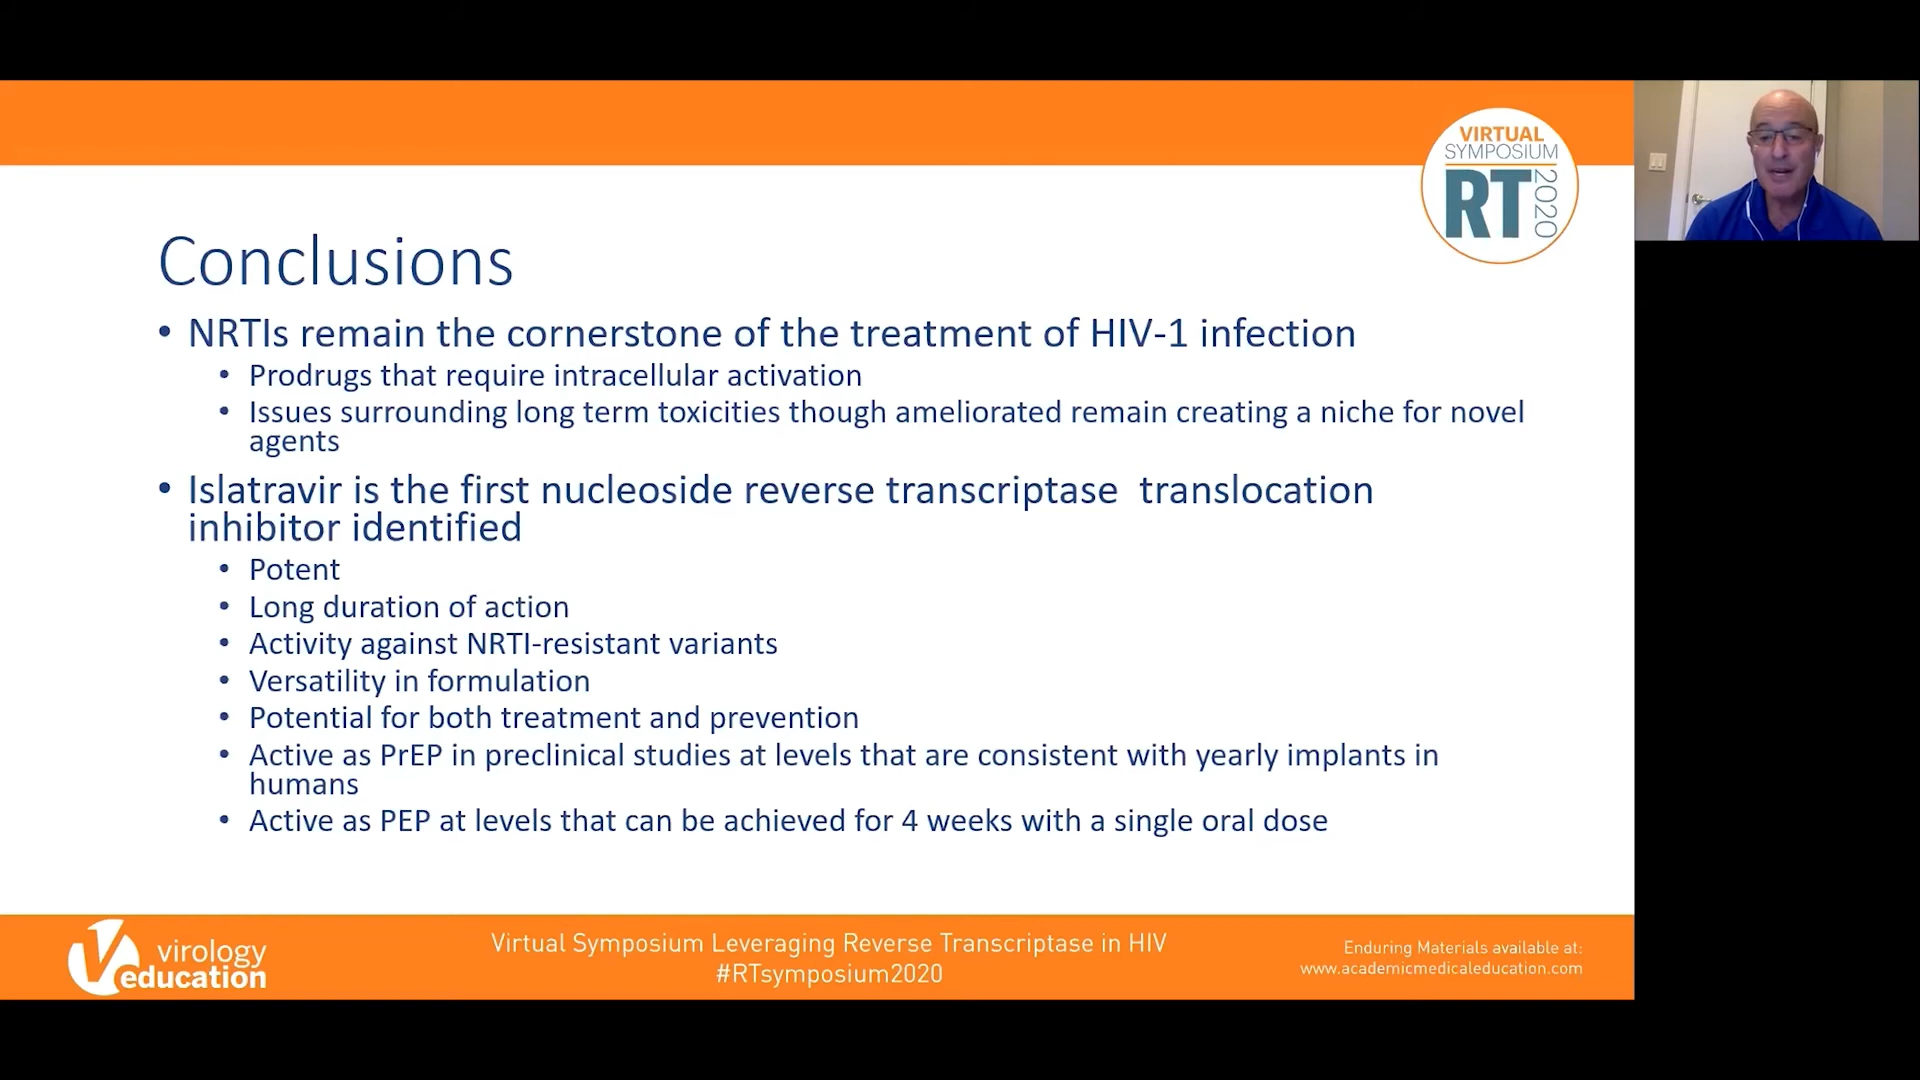 VIRTUAL
SYMPOSIUM
RT 2020
Conclusions
• NRTIs remain the cornerstone of the treatment of HIV-1 infection
• Prodrugs that require intracellular activation
• Issues surrounding long term toxicities though ameliorated remain creating a niche for novel
agents
• Islatravir is the first nucleoside reverse transcriptase translocation
inhibitor identified
• Potent
• Long duration of action
• Activity against NRTI-resistant variants
• Versatility in formulation
• Potential for both treatment and prevention
• Active as PrEP in preclinical studies at levels that are consistent with yearly implants in
humans
• Active as PEP at levels that can be achieved for 4 weeks with a single oral dose
virology
education
Virtual Symposium Leveraging Reverse Transcriptase in HIV
#RTsymposium2020
Enduring Materials available at:
www.academicmedicaleducation.com